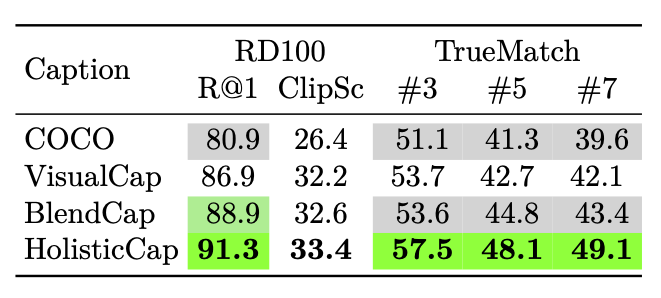 Caption RD100 TrueMatch
R@1 ClipSc #3 #5 #7
COCO 80.9 26.4 51.1 41.3 39.6
VisualCap 86.9 32.2 53.7 42.7 42.1
BlendCap 88.9 32.6 53.6 44.8 43.4
HolisticCap 91.3 33.4 57.5 48.1 49.1